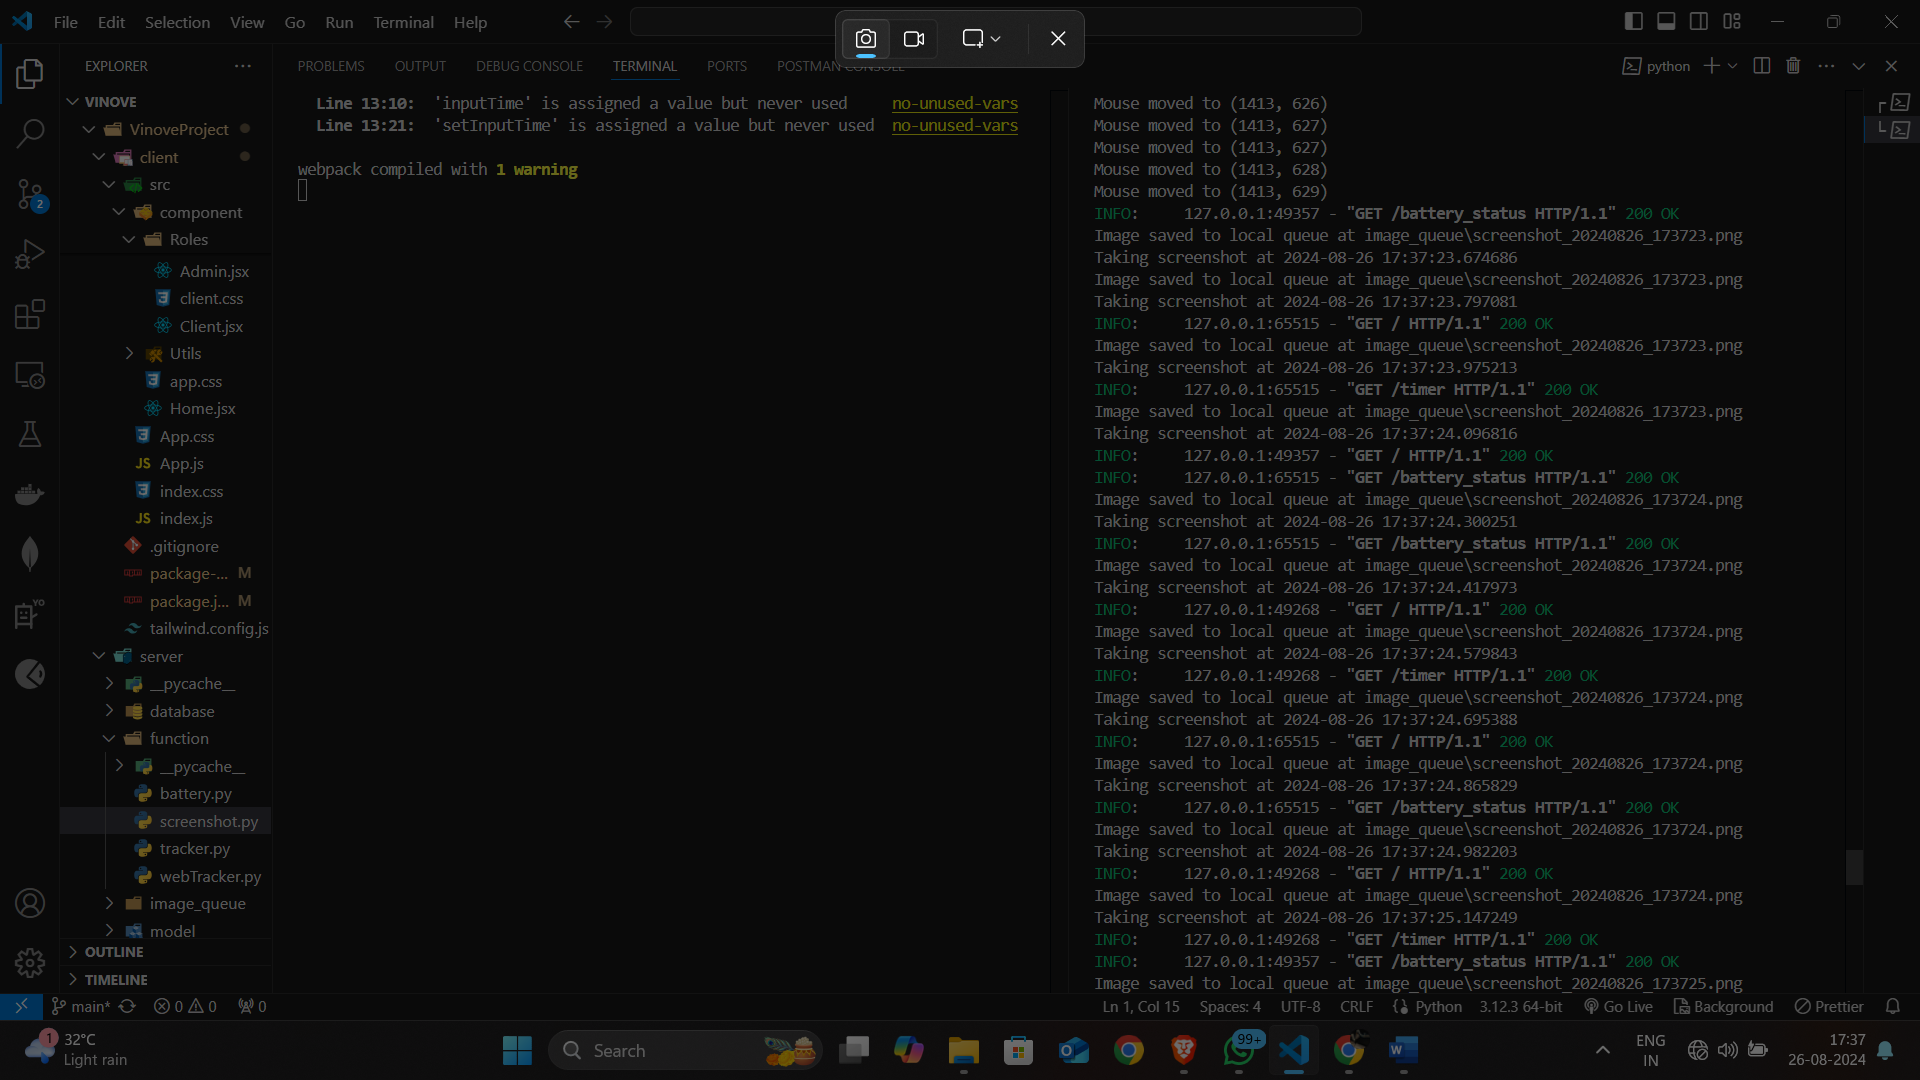 File Edit Selection View Go Run Terminal Help
EXPLORER
VINOVE
VinoveProject
client
src
component
Roles
Admin.jsx
client.css
Client.jsx
Utils
app.css
Home.jsx
App.css
JS App.js
index.css
JS index.js
.gitignore
package-... M
package.j... M
tailwind.config.js
server
__pycache__
database
function
__pycache__
battery.py
screenshot.py
tracker.py
webTracker.py
image_queue
model
OUTLINE
TIMELINE
2
YO
PROBLEMS OUTPUT DEBUG CONSOLE TERMINAL PORTS POSTMAN CONSOLE
python
Line 13:10: 'inputTime' is assigned a value but never used no-unused-vars
Line 13:21: 'setInputTime' is assigned a value but never used no-unused-vars
webpack compiled with 1 warning
Mouse moved to (1413, 626)
Mouse moved to (1413, 627)
Mouse moved to (1413, 627)
Mouse moved to (1413, 628)
Mouse moved to (1413, 629)
INFO: 127.0.0.1:49357 - "GET /battery_status HTTP/1.1" 200 OK
Image saved to local queue at image_queue\screenshot_20240826_173723.png
Taking screenshot at 2024-08-26 17:37:23.674686
Image saved to local queue at image_queue\screenshot_20240826_173723.png
Taking screenshot at 2024-08-26 17:37:23.797081
INFO: 127.0.0.1:65515 - "GET / HTTP/1.1" 200 OK
Image saved to local queue at image_queue\screenshot_20240826_173723.png
Taking screenshot at 2024-08-26 17:37:23.975213
INFO: 127.0.0.1:65515 - "GET /timer HTTP/1.1" 200 OK
Image saved to local queue at image_queue\screenshot_20240826_173723.png
Taking screenshot at 2024-08-26 17:37:24.096816
INFO: 127.0.0.1:49357 - "GET / HTTP/1.1" 200 OK
INFO: 127.0.0.1:65515 - "GET /battery_status HTTP/1.1" 200 OK
Image saved to local queue at image_queue\screenshot_20240826_173724.png
Taking screenshot at 2024-08-26 17:37:24.300251
INFO: 127.0.0.1:65515 - "GET /battery_status HTTP/1.1" 200 OK
Image saved to local queue at image_queue\screenshot_20240826_173724.png
Taking screenshot at 2024-08-26 17:37:24.417973
INFO: 127.0.0.1:49268 - "GET / HTTP/1.1" 200 OK
Image saved to local queue at image_queue\screenshot_20240826_173724.png
Taking screenshot at 2024-08-26 17:37:24.579843
INFO: 127.0.0.1:49268 - "GET /timer HTTP/1.1" 200 OK
Image saved to local queue at image_queue\screenshot_20240826_173724.png
Taking screenshot at 2024-08-26 17:37:24.695388
INFO: 127.0.0.1:65515 - "GET / HTTP/1.1" 200 OK
Image saved to local queue at image_queue\screenshot_20240826_173724.png
Taking screenshot at 2024-08-26 17:37:24.865829
INFO: 127.0.0.1:65515 - "GET /battery_status HTTP/1.1" 200 OK
Image saved to local queue at image_queue\screenshot_20240826_173724.png
Taking screenshot at 2024-08-26 17:37:24.982203
INFO: 127.0.0.1:49268 - "GET / HTTP/1.1" 200 OK
Image saved to local queue at image_queue\screenshot_20240826_173724.png
Taking screenshot at 2024-08-26 17:37:25.147249
INFO: 127.0.0.1:49268 - "GET /timer HTTP/1.1" 200 OK
INFO: 127.0.0.1:49357 - "GET /battery_status HTTP/1.1" 200 OK
Image saved to local queue at image_queue\screenshot_20240826_173725.png
main* 0 0 0 Ln 1, Col 15 Spaces: 4 UTF-8 CRLF Python 3.12.3 64-bit Go Live Background Prettier
1 32°C
Light rain
Search
99+
ENG
IN
17:37
26-08-2024